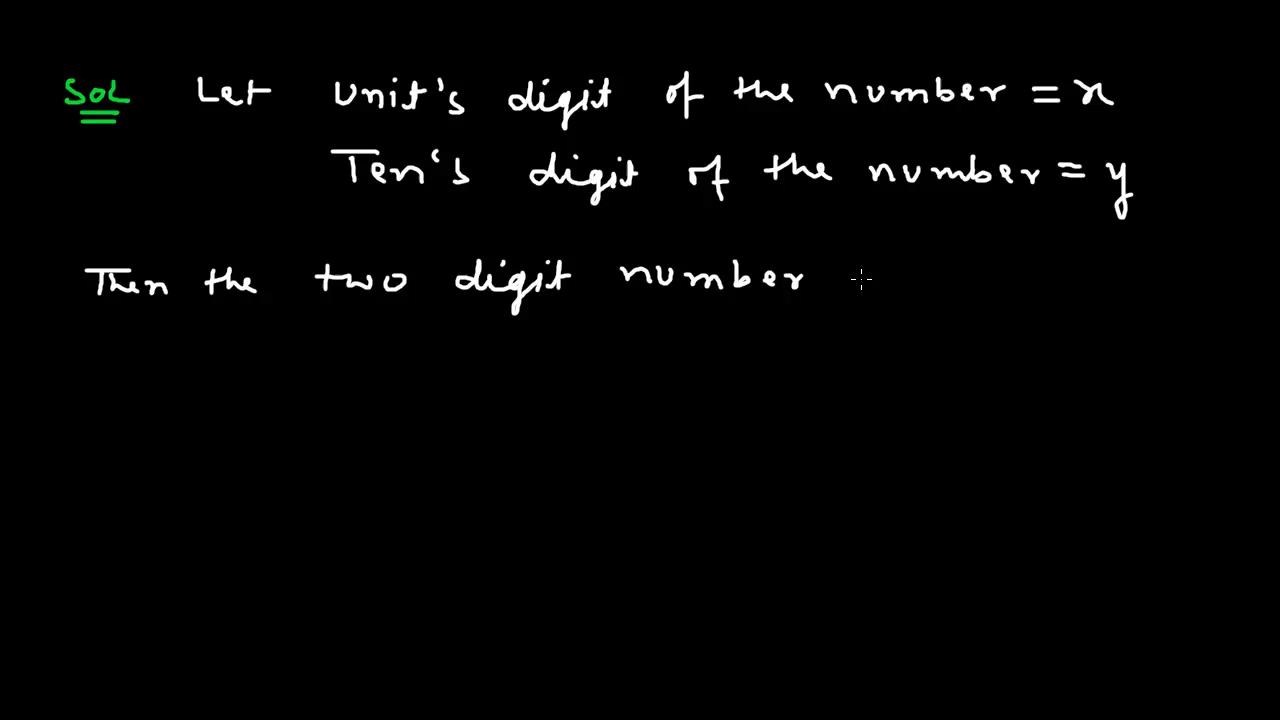 Sol Let unit's digit of the number = x
Ten's digit of the number = y
Then the two digit number